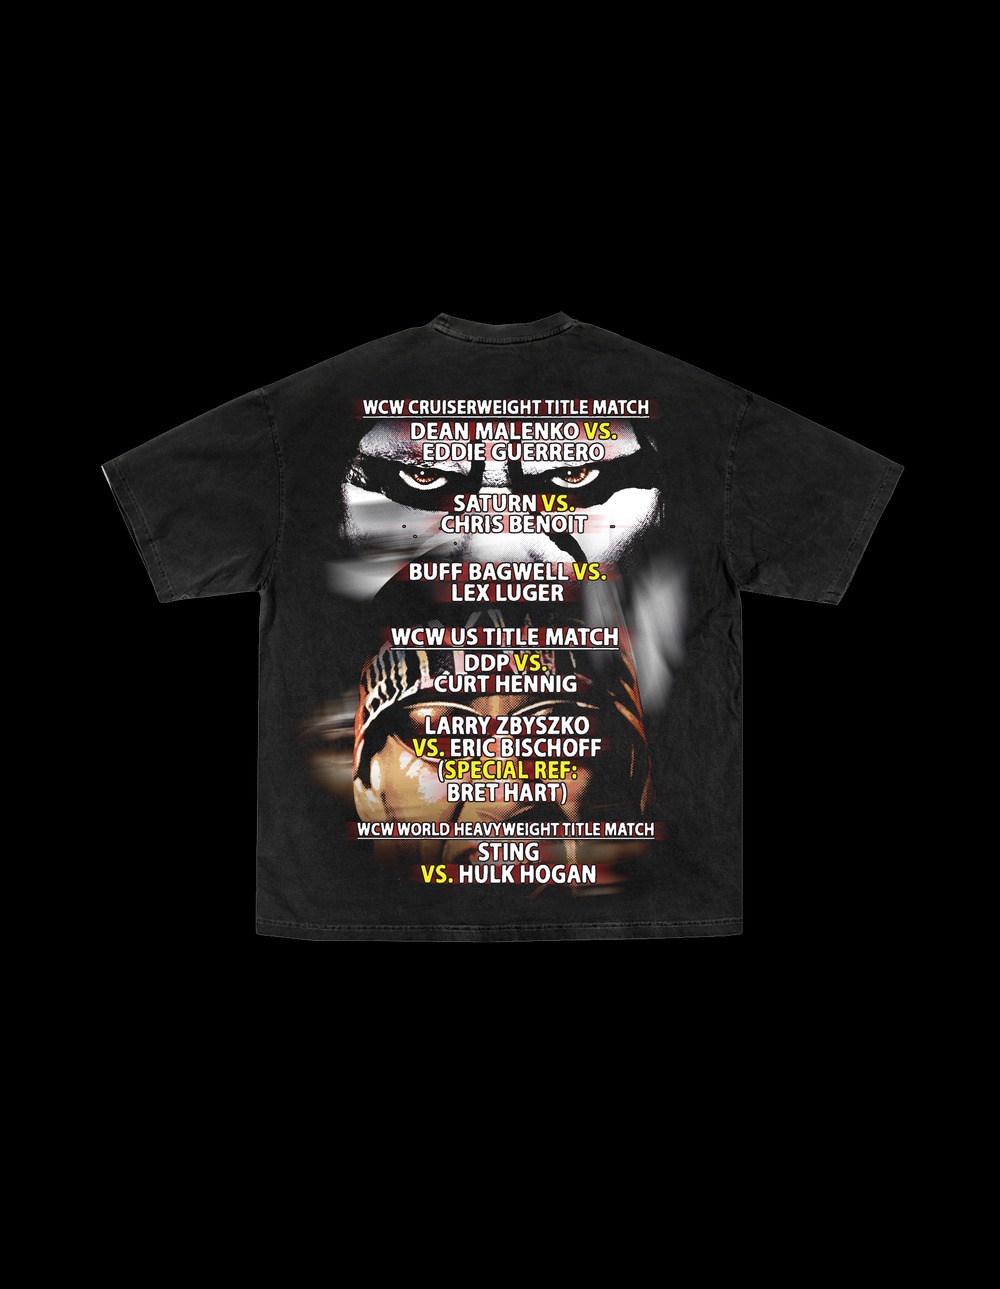 WCW CRUISERWEIGHT TITLE MATCH
DEAN MALENKO VS.
EDDIE GUERRERO
SATURN VS.
CHRIS BENOIT
BUFF BAGWELL VS.
LEX LUGER
WCW US TITLE MATCH
DDP VS.
CURT HENNIG
LARRY ZBYSZKO
VS. ERIC BISCHOFF
(SPECIAL REF:
BRET HART)
WCW WORLD HEAVYWEIGHT TITLE MATCH
STING
VS. HULK HOGAN